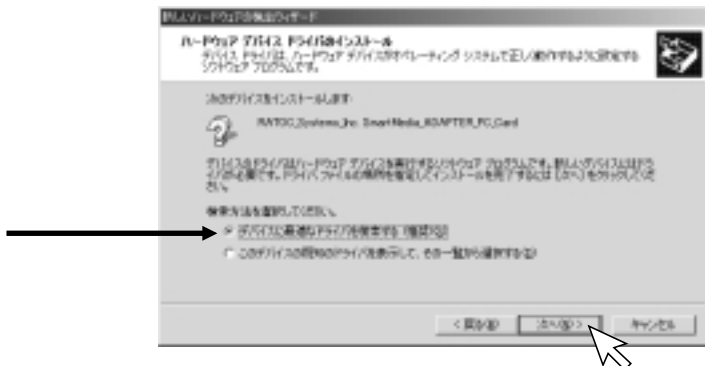 新しいハードウェアの検出ウィザード
ハードウェア デバイス ドライバのインストール
デバイス ドライバは、ハードウェア デバイスがオペレーティング システムで正しく動作するように設定する
ソフトウェア プログラムです。
次のデバイスをインストールします:
RATOC_Systems,_Inc. SmartMedia_ADAPTER_PC_Card
デバイスのドライバはハードウェア デバイスを実行するソフトウェア プログラムです。新しいデバイスにはドラ
イバが必要です。ドライバ ファイルの場所を指定してインストールを完了するには [次へ] をクリックしてくだ
さい。
検索方法を選択してください。
デバイスに最適なドライバを検索する (推奨)(S)
このデバイスの既知のドライバを表示して、その一覧から選択する(D)
< 戻る(B)
次へ(N) >
キャンセル